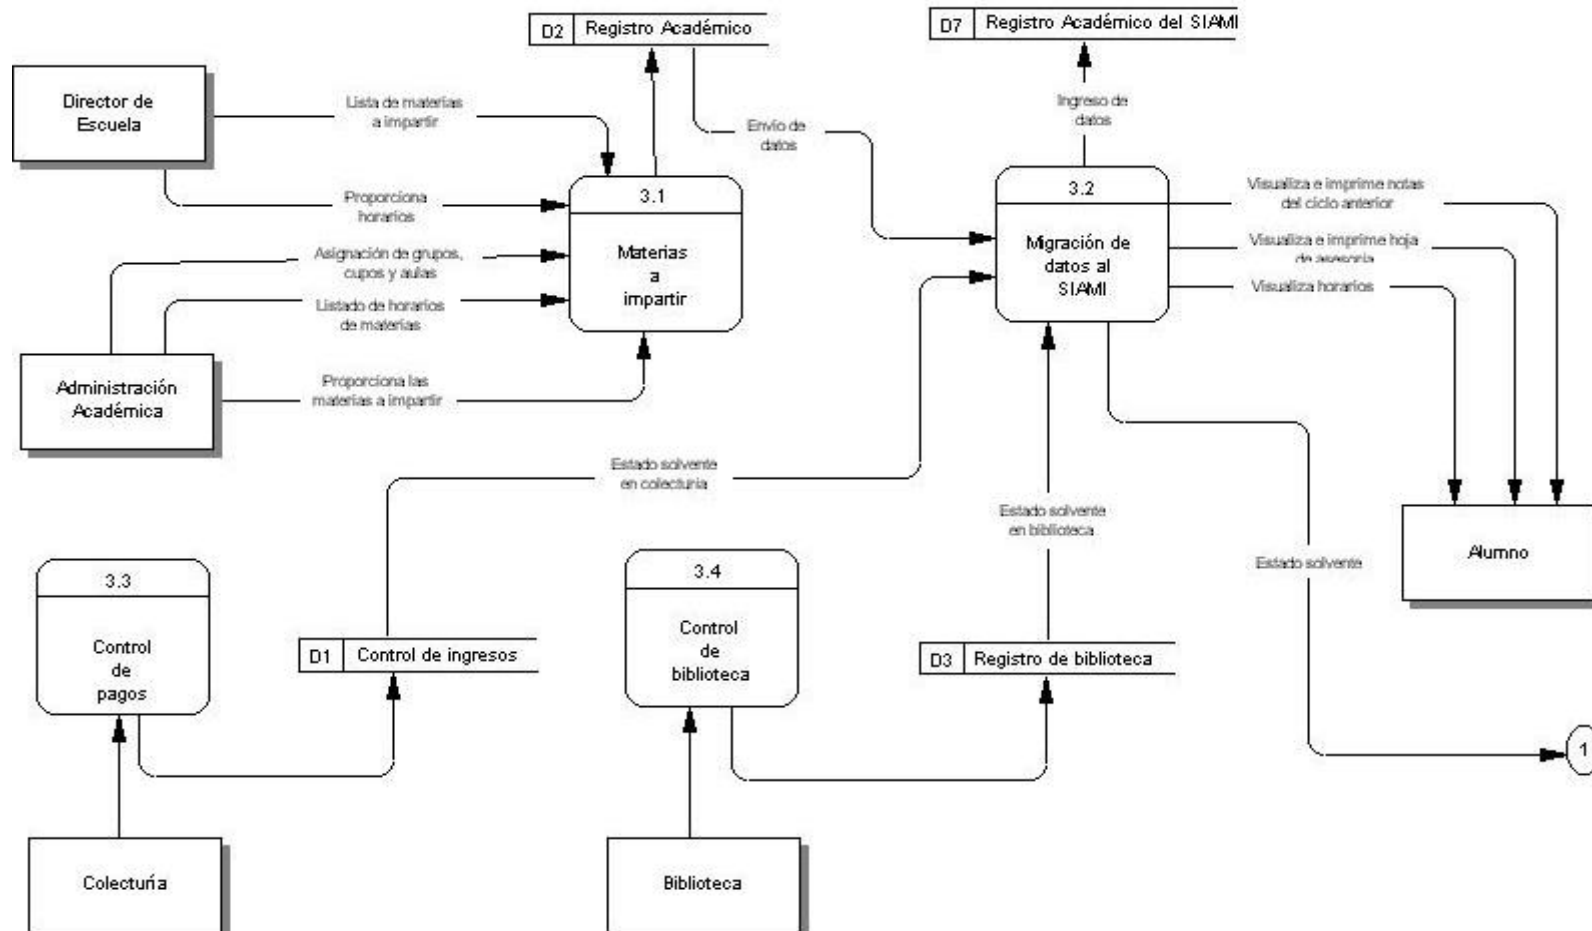 D2 Registro Académico
D7 Registro Académico del SIAMI
Director de
Escuela
Lista de materias
a impartir
Ingreso de
datos
Envío de
datos
3.1
Materias
a
impartir
3.2
Migración de
datos al
SIAMI
Visualiza e imprime notas
del ciclo anterior
Proporciona
horarios
Asignación de grupos,
cupos y aulas
Visualiza e imprime hoja
de asesoria
Visualiza horarios
Listado de horarios
de materias
Administración
Académica
Proporciona las
materias a impartir
Estado solvente
en colecturia
Estado solvente
en biblioteca
Alumno
Estado solvente
3.3
Control
de
pagos
3.4
Control
de
biblioteca
D1 Control de ingresos
D3 Registro de biblioteca
1
Colecturía
Biblioteca